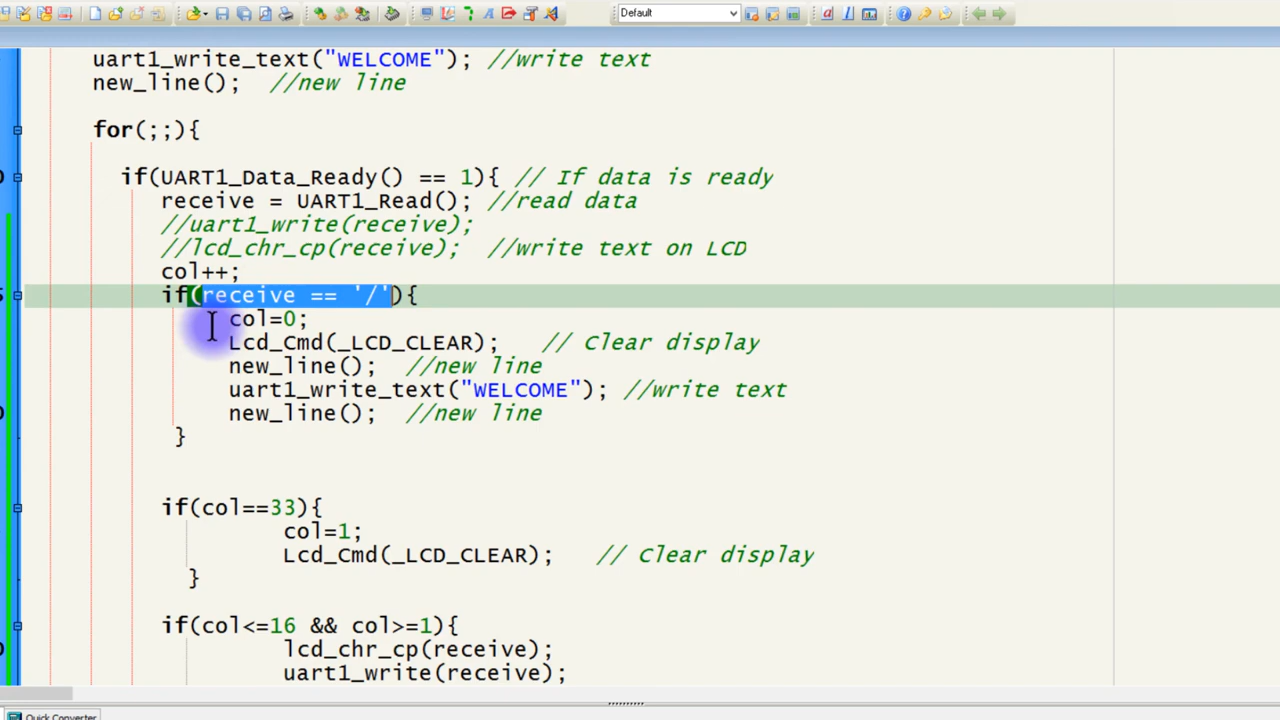 Default
uart1_write_text("WELCOME"); //write text
new_line(); //new line
for(;;){
if(UART1_Data_Ready() == 1){ // If data is ready
receive = UART1_Read(); //read data
//uart1_write(receive);
//lcd_chr_cp(receive); //write text on LCD
col++;
if(receive == '/'){
col=0;
Lcd_Cmd(_LCD_CLEAR); // Clear display
new_line(); //new line
uart1_write_text("WELCOME"); //write text
new_line(); //new line
}
if(col==33){
col=1;
Lcd_Cmd(_LCD_CLEAR); // Clear display
}
if(col<=16 && col>=1){
lcd_chr_cp(receive);
uart1_write(receive);
Quick Converter